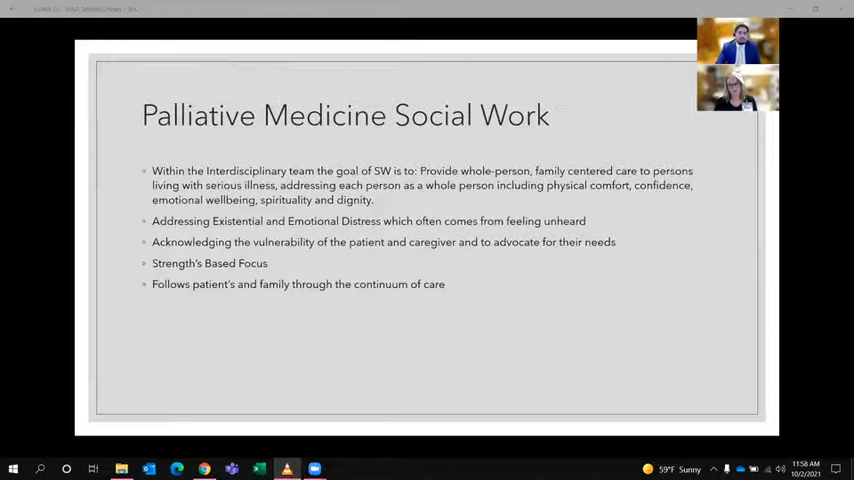 Palliative Medicine Social Work
Within the Interdisciplinary team the goal of SW is to: Provide whole-person, family centered care to persons
living with serious illness, addressing each person as a whole person including physical comfort, confidence,
emotional wellbeing, spirituality and dignity.
Addressing Existential and Emotional Distress which often comes from feeling unheard
Acknowledging the vulnerability of the patient and caregiver and to advocate for their needs
Strength's Based Focus
Follows patient's and family through the continuum of care
59°F Sunny
11:58 AM
10/2/2021